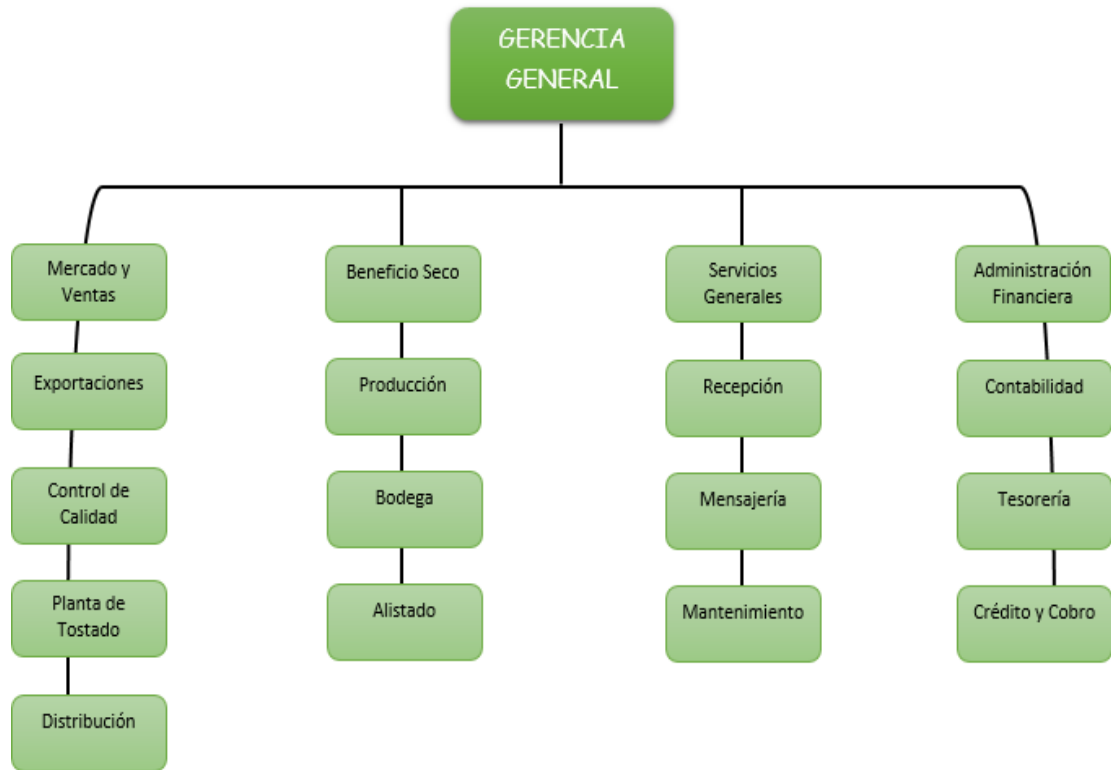 GERENCIA
GENERAL
Mercado y
Ventas
Beneficio Seco
Servicios
Generales
Administración
Financiera
Exportaciones
Producción
Recepción
Contabilidad
Control de
Calidad
Bodega
Mensajería
Tesorería
Planta de
Tostado
Alistado
Mantenimiento
Crédito y Cobro
Distribución